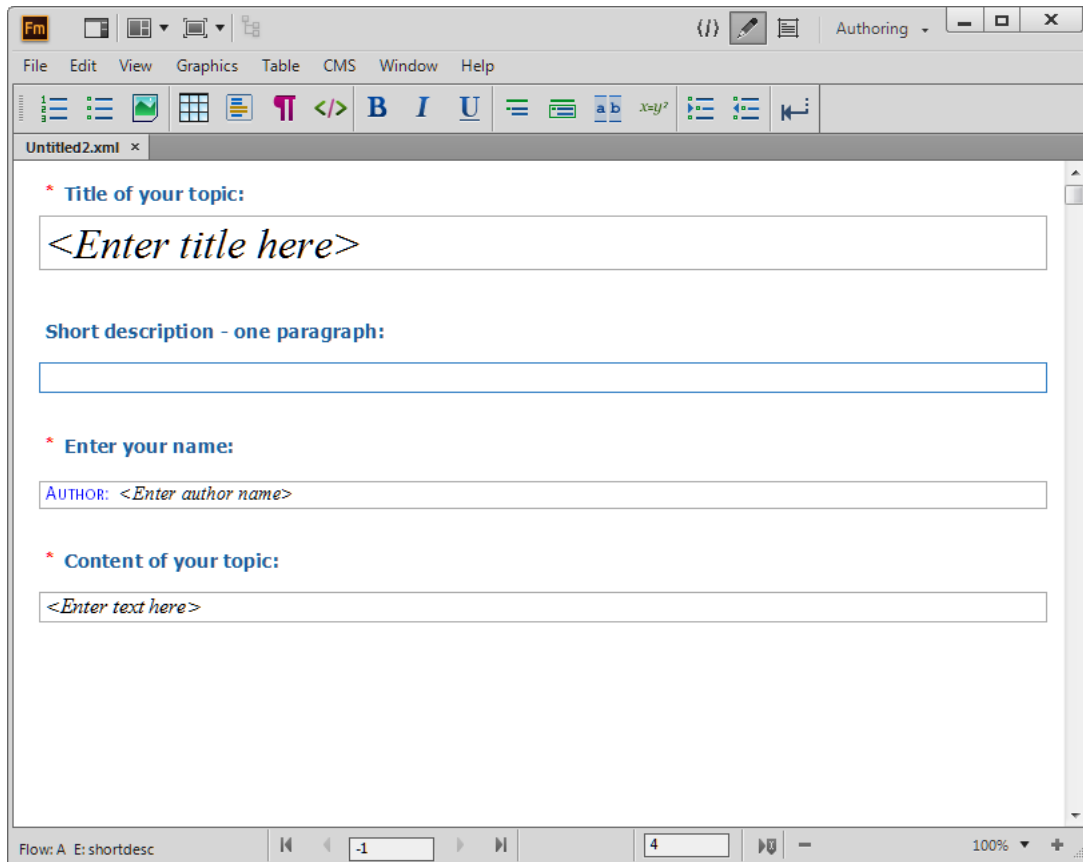 Fm
Authoring
File Edit View Graphics Table CMS Window Help
B I U a b x=y²
Untitled2.xml ×
* Title of your topic:
<Enter title here>
Short description - one paragraph:
* Enter your name:
AUTHOR: <Enter author name>
* Content of your topic:
<Enter text here>
Flow: A E: shortdesc -1 4 100%